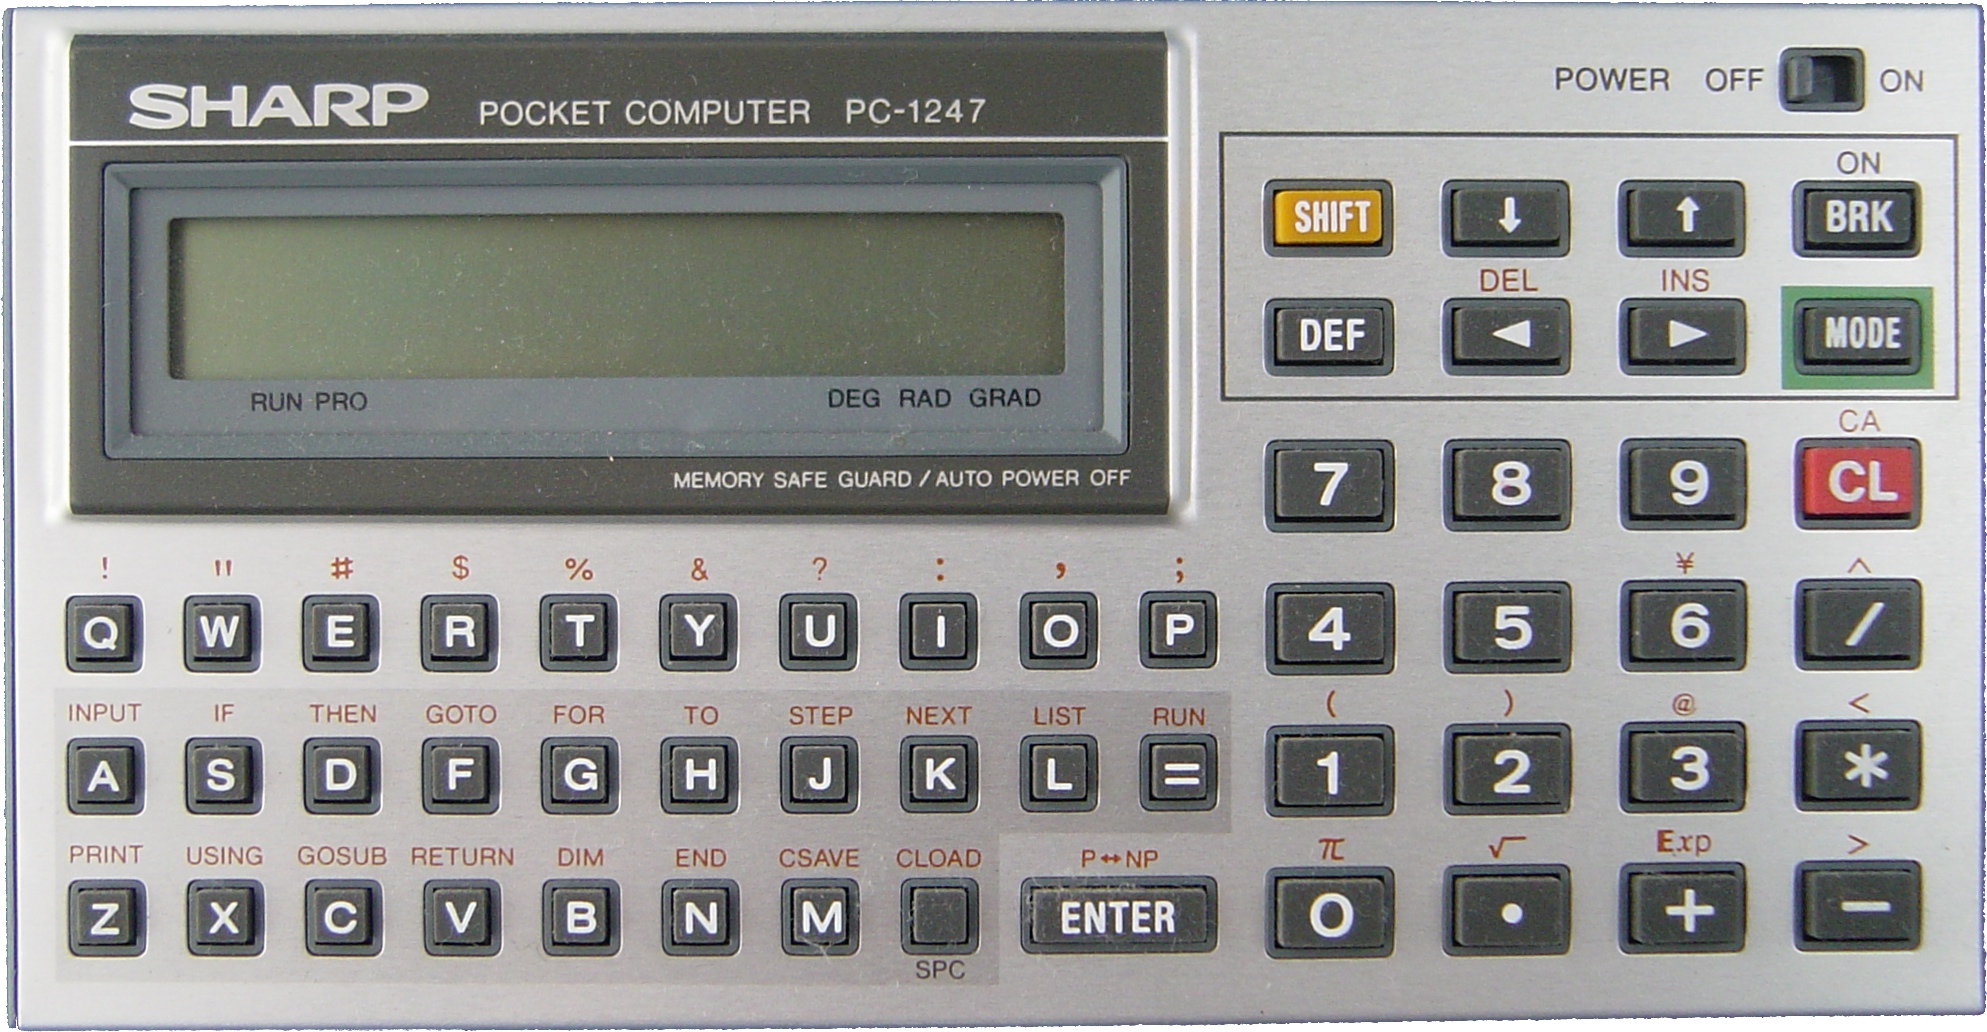 SHARP POCKET COMPUTER PC-1247
POWER OFF ON
RUN PRO DEG RAD GRAD
MEMORY SAFE GUARD / AUTO POWER OFF
ON
SHIFT ↓ ↑ BRK
DEL INS
DEF ◄ ► MODE
CA
7 8 9 CL
¥ ^
4 5 6 /
( ) @ <
1 2 3 *
π √ Exp >
0 • + −
! " # $ % & ? : , ;
Q W E R T Y U I O P
INPUT IF THEN GOTO FOR TO STEP NEXT LIST RUN
A S D F G H J K L =
PRINT USING GOSUB RETURN DIM END CSAVE CLOAD P↔NP
Z X C V B N M ENTER
SPC